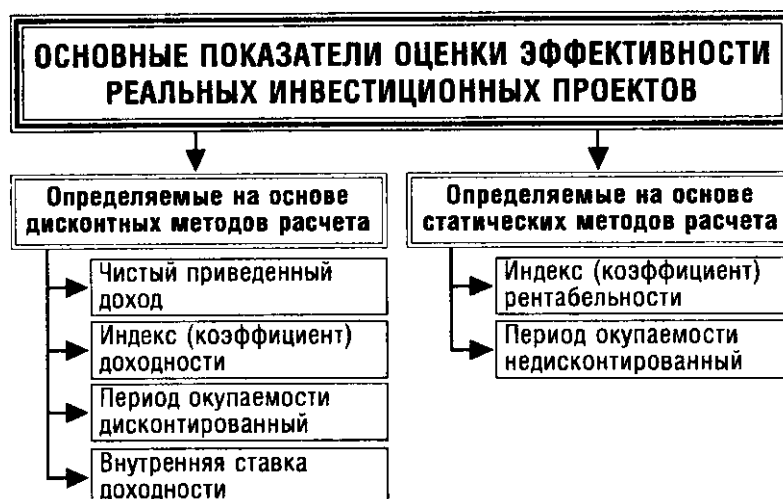 ОСНОВНЫЕ ПОКАЗАТЕЛИ ОЦЕНКИ ЭФФЕКТИВНОСТИ
РЕАЛЬНЫХ ИНВЕСТИЦИОННЫХ ПРОЕКТОВ
Определяемые на основе
дисконтных методов расчета
Чистый приведенный
доход
Индекс (коэффициент)
доходности
Период окупаемости
дисконтированный
Внутренняя ставка
доходности
Определяемые на основе
статических методов расчета
Индекс (коэффициент)
рентабельности
Период окупаемости
недисконтированный